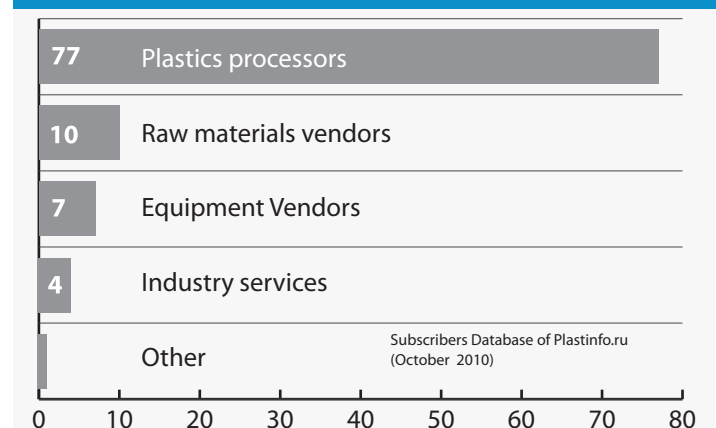 77 Plastics processors
10 Raw materials vendors
7 Equipment Vendors
4 Industry services
Other
Subscribers Database of Plastinfo.ru
(October 2010)
0 10 20 30 40 50 60 70 80